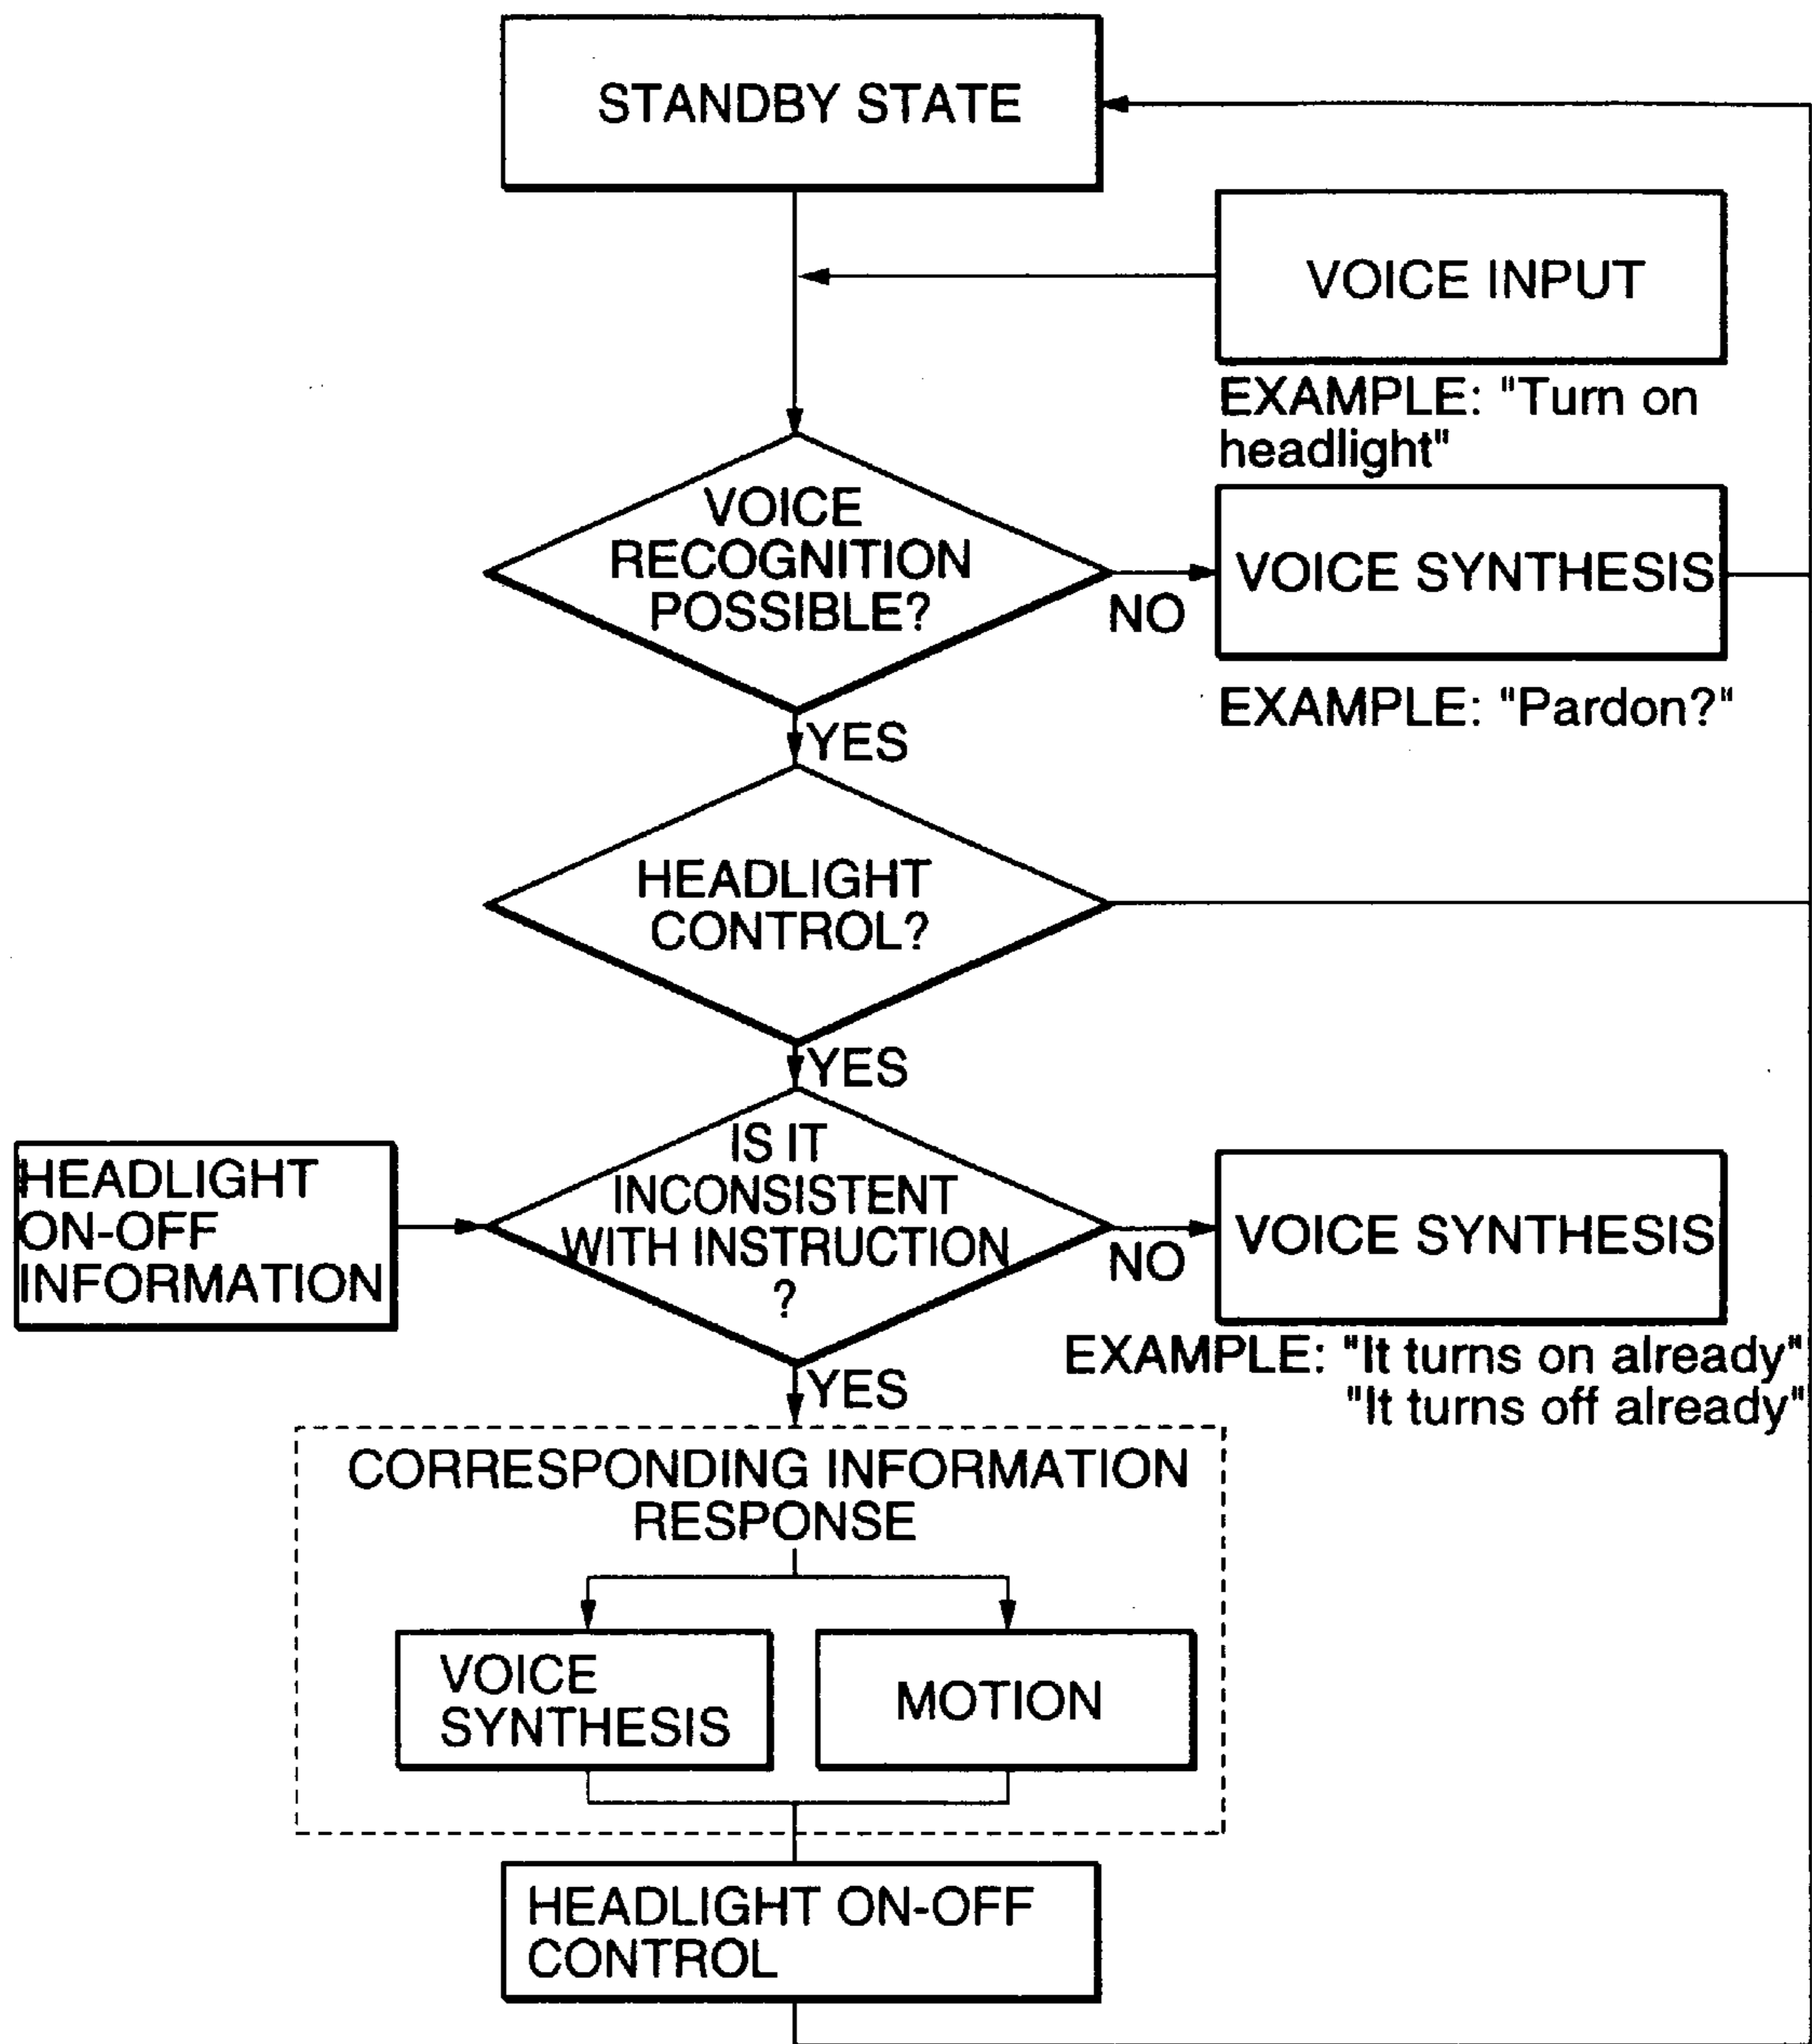 STANDBY STATE
VOICE INPUT
EXAMPLE: "Turn on
headlight"
VOICE
RECOGNITION
POSSIBLE?
NO
VOICE SYNTHESIS
EXAMPLE: "Pardon?"
YES
HEADLIGHT
CONTROL?
YES
HEADLIGHT
ON-OFF
INFORMATION
IS IT
INCONSISTENT
WITH INSTRUCTION
?
NO
VOICE SYNTHESIS
EXAMPLE: "It turns on already"
"It turns off already"
YES
CORRESPONDING INFORMATION
RESPONSE
VOICE
SYNTHESIS
MOTION
HEADLIGHT ON-OFF
CONTROL